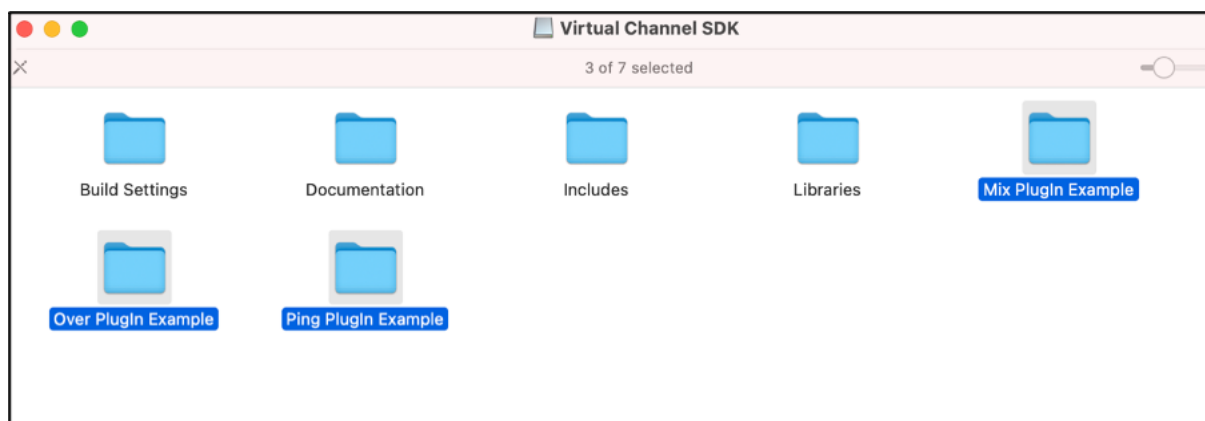 Virtual Channel SDK
3 of 7 selected
Build Settings
Documentation
Includes
Libraries
Mix PlugIn Example
Over PlugIn Example
Ping PlugIn Example